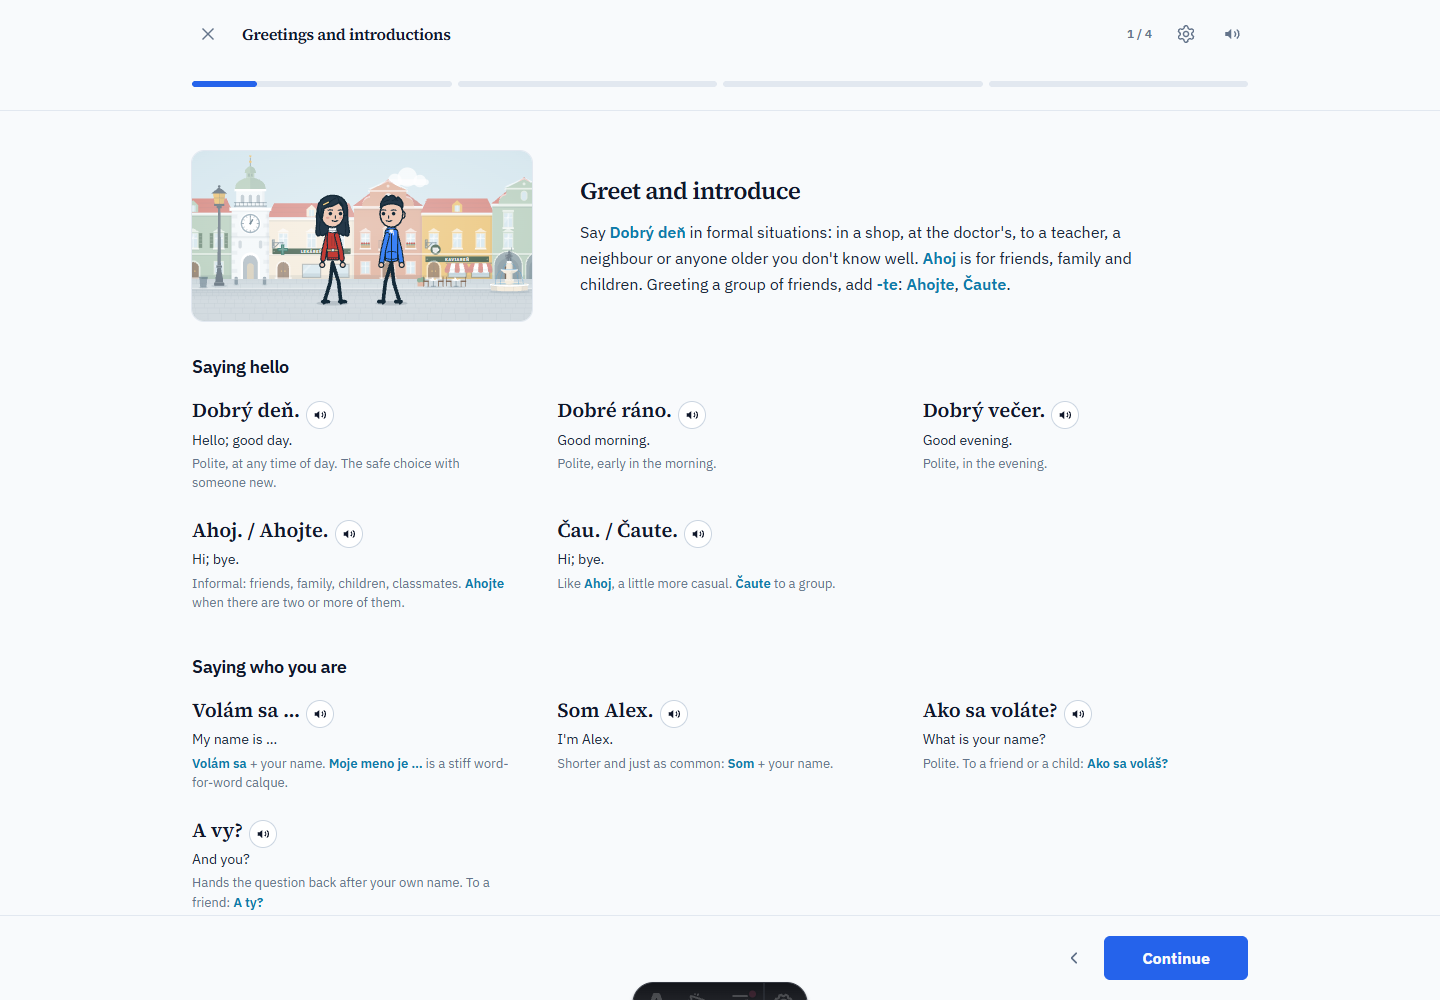 Greetings and introductions
1 / 4
Greet and introduce
Say Dobrý deň in formal situations: in a shop, at the doctor's, to a teacher, a
neighbour or anyone older you don't know well. Ahoj is for friends, family and
children. Greeting a group of friends, add -te: Ahojte, Čaute.
Saying hello
Dobrý deň.
Hello; good day.
Polite, at any time of day. The safe choice with
someone new.
Dobré ráno.
Good morning.
Polite, early in the morning.
Dobrý večer.
Good evening.
Polite, in the evening.
Ahoj. / Ahojte.
Hi; bye.
Informal: friends, family, children, classmates. Ahojte
when there are two or more of them.
Čau. / Čaute.
Hi; bye.
Like Ahoj, a little more casual. Čaute to a group.
Saying who you are
Volám sa ...
My name is ...
Volám sa + your name. Moje meno je ... is a stiff word-
for-word calque.
Som Alex.
I'm Alex.
Shorter and just as common: Som + your name.
Ako sa voláte?
What is your name?
Polite. To a friend or a child: Ako sa voláš?
A vy?
And you?
Hands the question back after your own name. To a
friend: A ty?
Continue